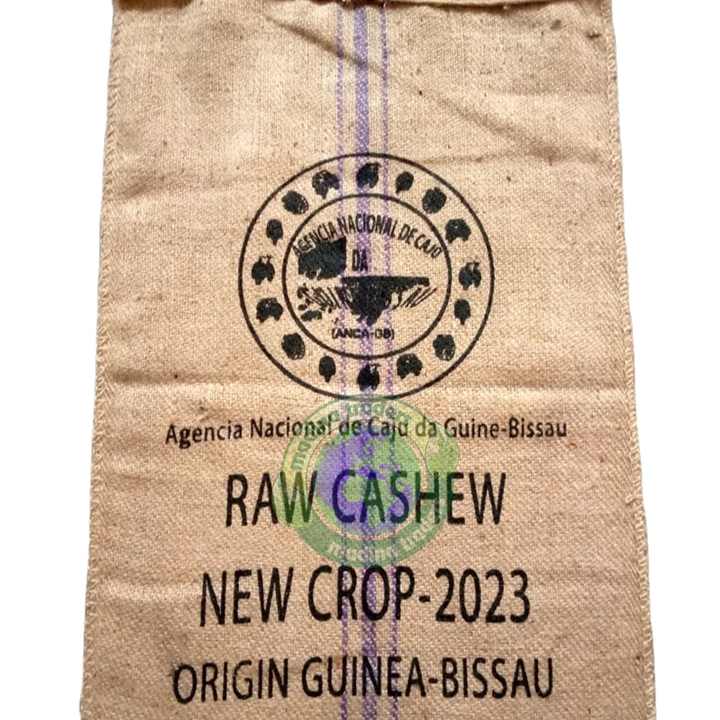 AGENCIA NACIONAL DE CAJU
DA
(ANCA-GB)
Agencia Nacional de Caju da Guine-Bissau
RAW CASHEW
NEW CROP-2023
ORIGIN GUINEA-BISSAU